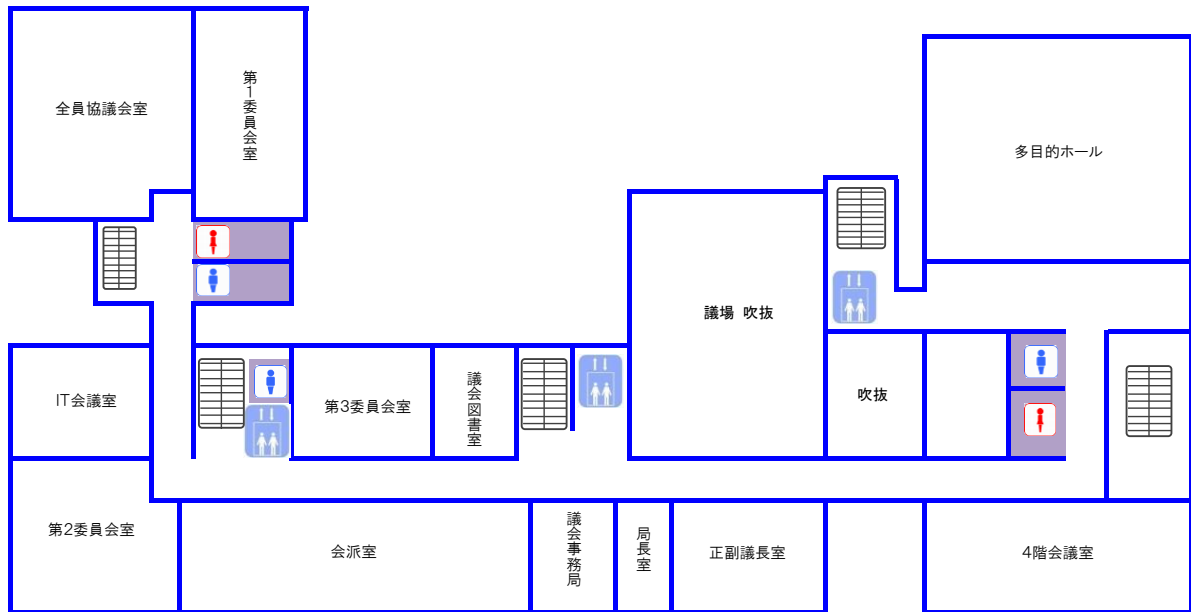 全員協議会室
第1委員会室
多目的ホール
議場 吹抜
IT会議室
第3委員会室
議会図書室
吹抜
第2委員会室
会派室
議会事務局
局長室
正副議長室
4階会議室